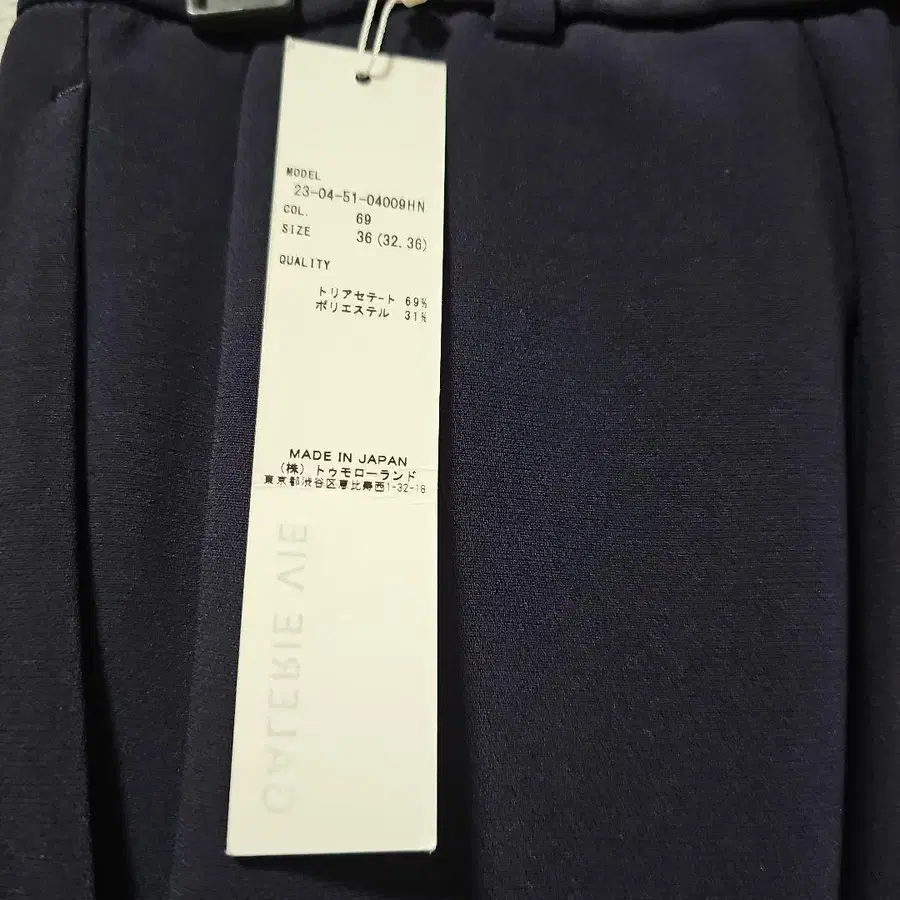 MODEL
23-04-51-04009HN
COL. 69
SIZE 36(32.36)
QUALITY
トリアセテート 69%
ポリエステル 31%
MADE IN JAPAN
(株) トゥモローランド
東京都渋谷区恵比寿西1-32-18
GALERIE VIE